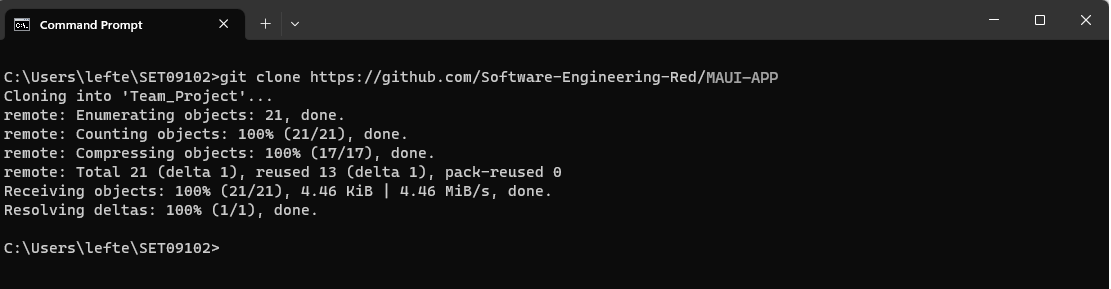 Command Prompt
C:\Users\lefte\SET09102>git clone https://github.com/Software-Engineering-Red/MAUI-APP
Cloning into 'Team_Project'...
remote: Enumerating objects: 21, done.
remote: Counting objects: 100% (21/21), done.
remote: Compressing objects: 100% (17/17), done.
remote: Total 21 (delta 1), reused 13 (delta 1), pack-reused 0
Receiving objects: 100% (21/21), 4.46 KiB | 4.46 MiB/s, done.
Resolving deltas: 100% (1/1), done.
C:\Users\lefte\SET09102>